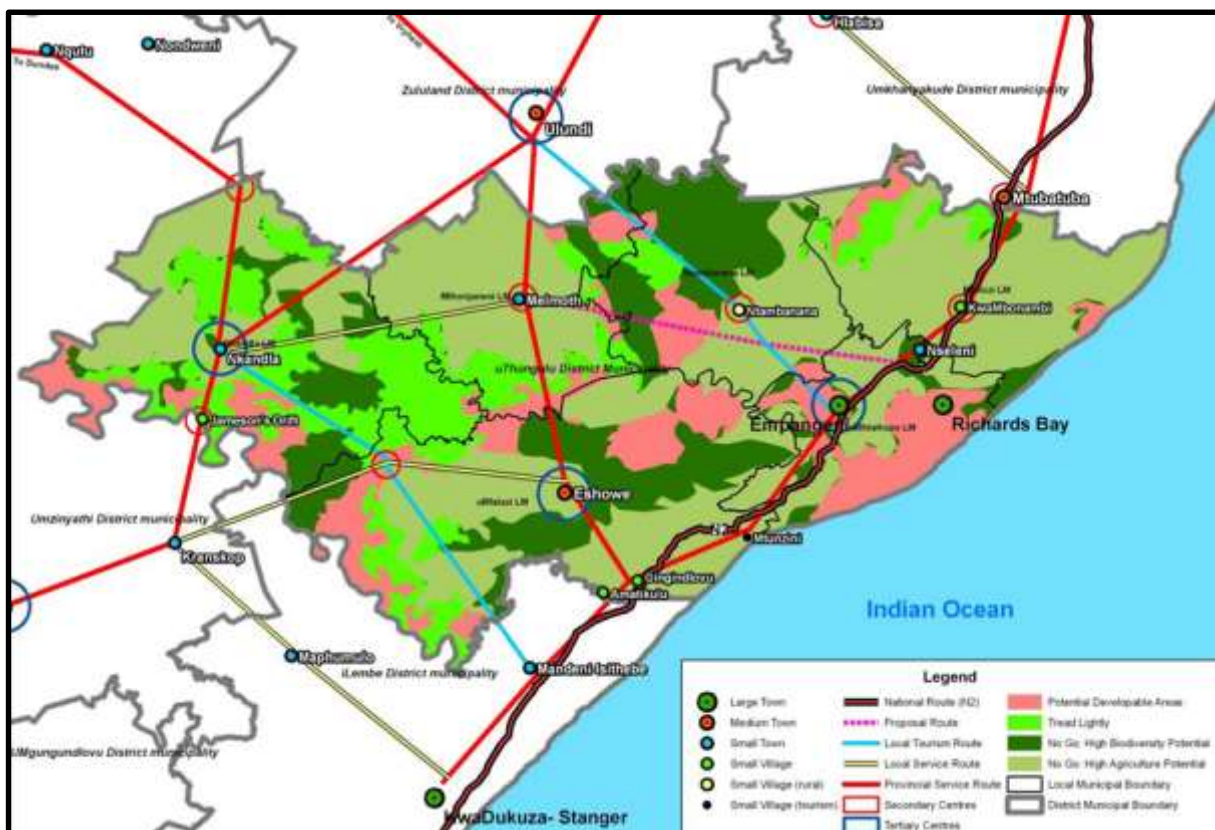 Hlabisa
Nqutu
Nondweni
To Dundee
Zululand District municipality
Umkhanyakude District municipality
Ulundi
Mtubatuba
Melmoth
Ntambanana
KwaMbonambi
Nseleni
Nkandla
uThungulu District Municipality
Jameson's Drift
Empangeni
Richards Bay
Eshowe
Umzinyathi District municipality
Kranskop
N2
Mtunzini
Gingindlovu
Amatikulu
Indian Ocean
Maphumulo
Mandeni-Isithebe
iLembe District municipality
UMgungundlovu District municipality
KwaDukuza- Stanger
Legend
Large Town
Medium Town
Small Town
Small Village
Small Village (rural)
Small Village (tourism)
National Route (N2)
Proposal Route
Local Tourism Route
Local Service Route
Provincial Service Route
Secondary Centres
Tertiary Centres
Potential Developable Areas
Tread Lightly
No Go: High Biodiversity Potential
No Go: High Agriculture Potential
Local Municipal Boundary
District Municipal Boundary